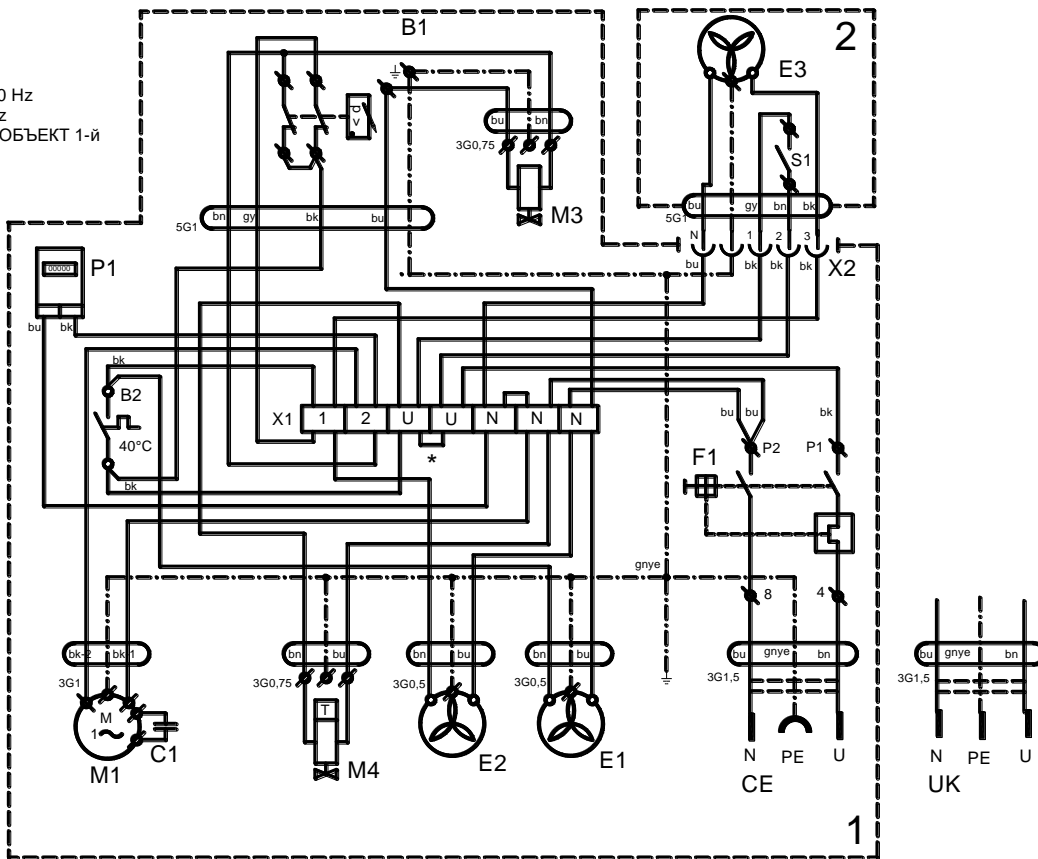 B1
2
E3
0 Hz
z
ОБЪЕКТ 1-й
< p
bu bn
3G0,75
S1
M3
bn gy bk bu
5G1
bu gy bn bk
5G1
N 1 2 3
X2
bu bk bk bk
P1
00000
bu bk
bk
B2
40°C
bk
X1 1 2 U U N N N
*
bu bu bk
P2 P1
F1
gnye
8 4
bk-2 bk-1
3G1
M
1
M1
C1
bn bu
3G0,75
T
M4
bn bu
3G0,5
E2
bn bu
3G0,5
E1
bu gnye bn
3G1,5
N PE U
CE
bu gnye bn
3G1,5
N PE U
UK
1